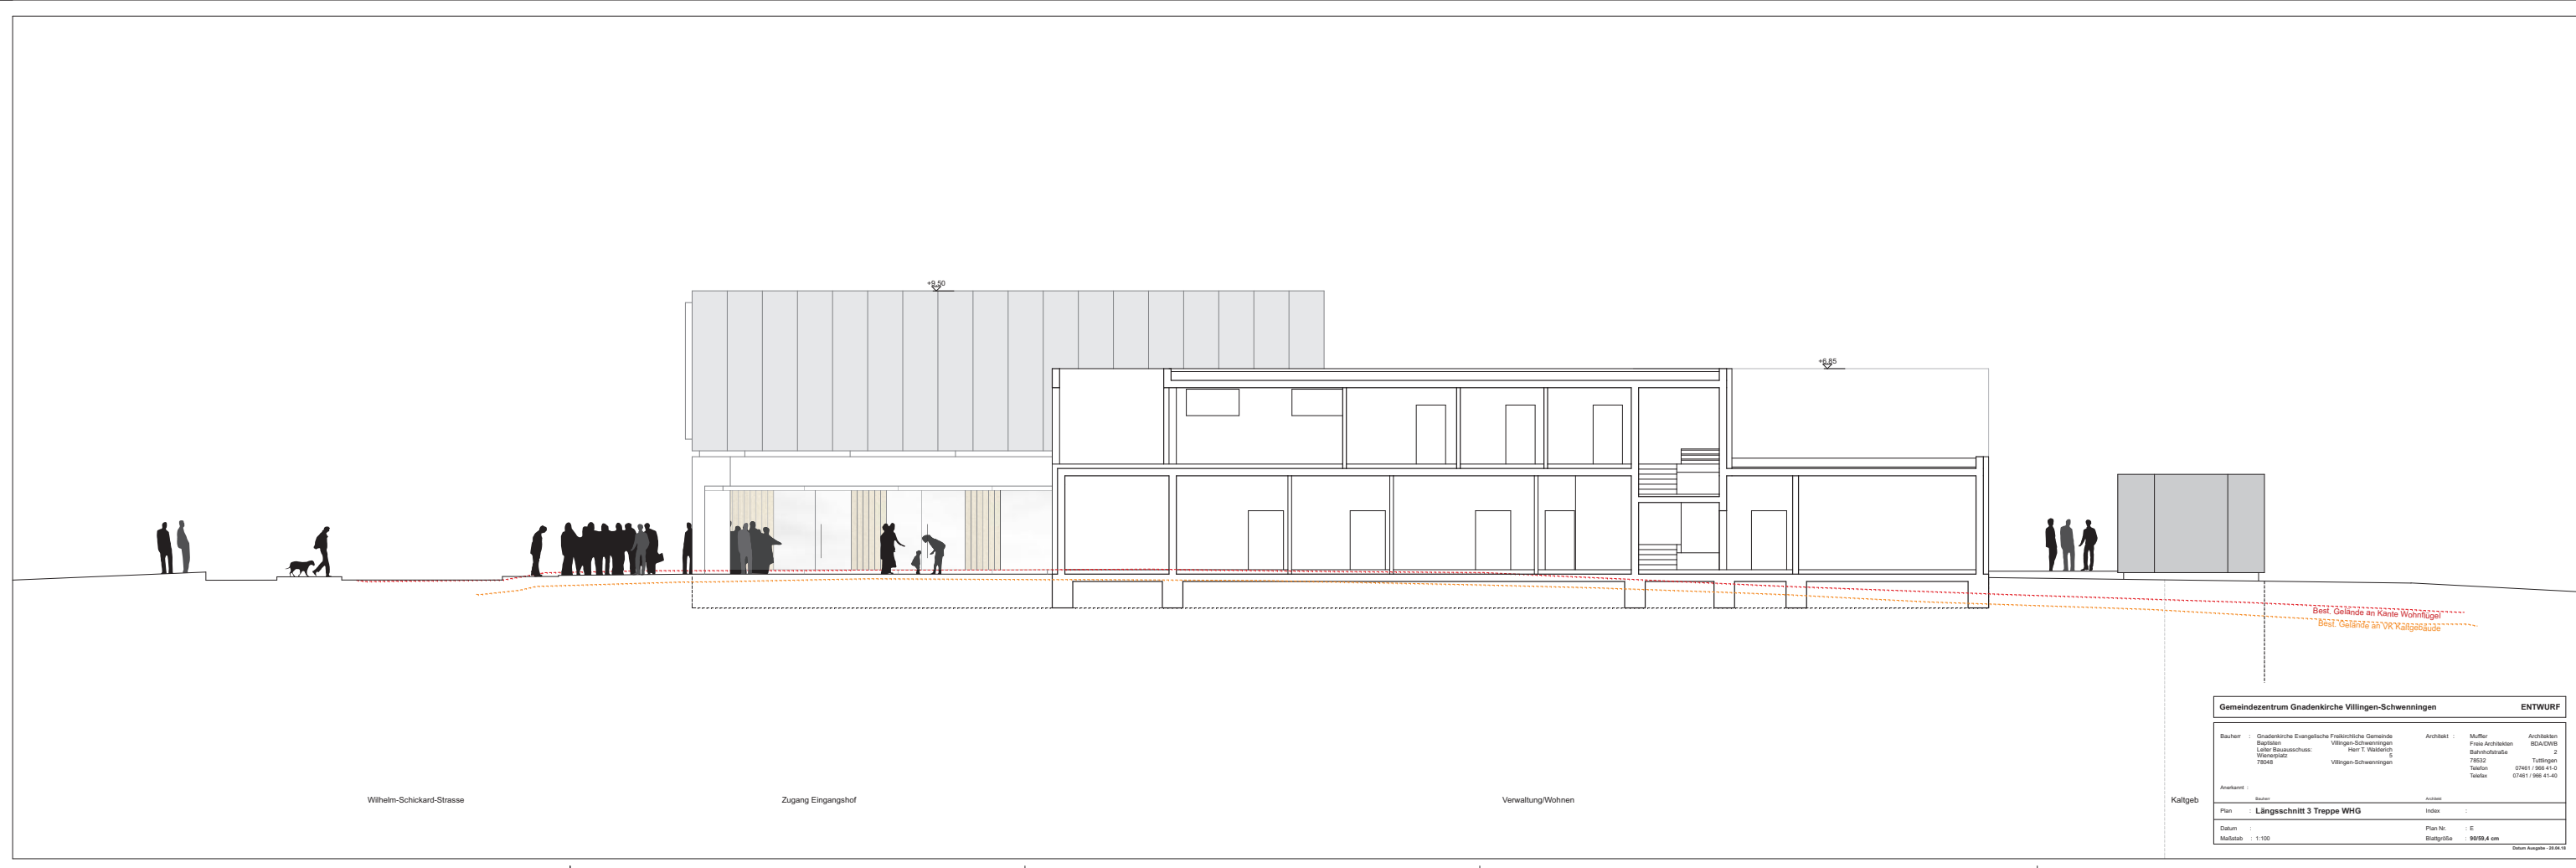 +9.50
+6.85
Best. Gelände an Kante Wohnflügel
Best. Gelände an VK Kaltgebäude
Wilhelm-Schickard-Strasse
Zugang Eingangshof
Verwaltung/Wohnen
Kaltgeb
Gemeindezentrum Gnadenkirche Villingen-Schwenningen ENTWURF
Bauherr : Gnadenkirche Evangelische Freikirchliche Gemeinde
Baptisten Villingen-Schwenningen
Leiter Bauausschuss: Herr T. Walderich
Wienerplatz 5
78048 Villingen-Schwenningen
Architekt : Muffler Architekten
Freie Architekten BDA/DWB
Bahnhofstraße 2
78532 Tuttlingen
Telefon 07461 / 966 41-0
Telefax 07461 / 966 41-40
Anerkannt :
Bauherr Architekt
Plan : Längsschnitt 3 Treppe WHG Index :
Datum : Plan Nr. : E
Maßstab : 1:100 Blattgröße : 90/59,4 cm
Datum Ausgabe -